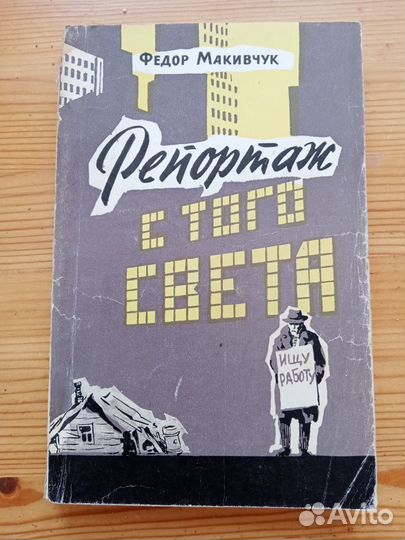 Федор Макивчук
Репортаж
с того
света
ищу
работу
Avito